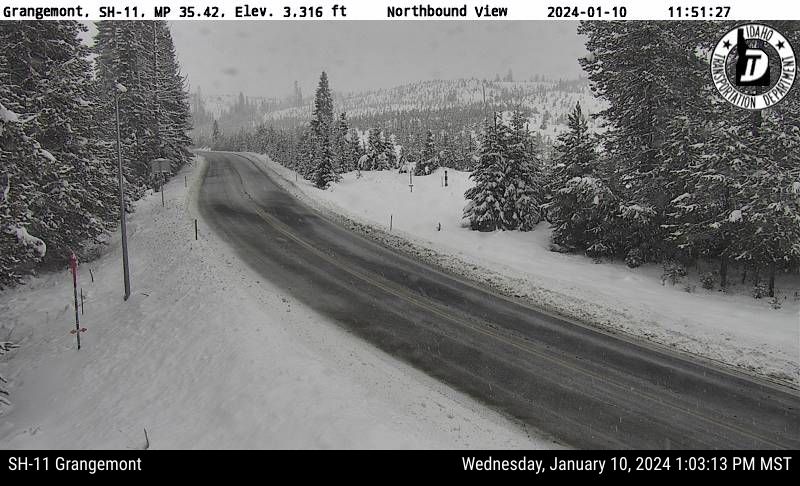 Grangemont, SH-11, MP 35.42, Elev. 3,316 ft Northbound View 2024-01-10 11:51:27
IDAHO
TRANSPORTATION DEPARTMENT
SH-11 Grangemont Wednesday, January 10, 2024 1:03:13 PM MST